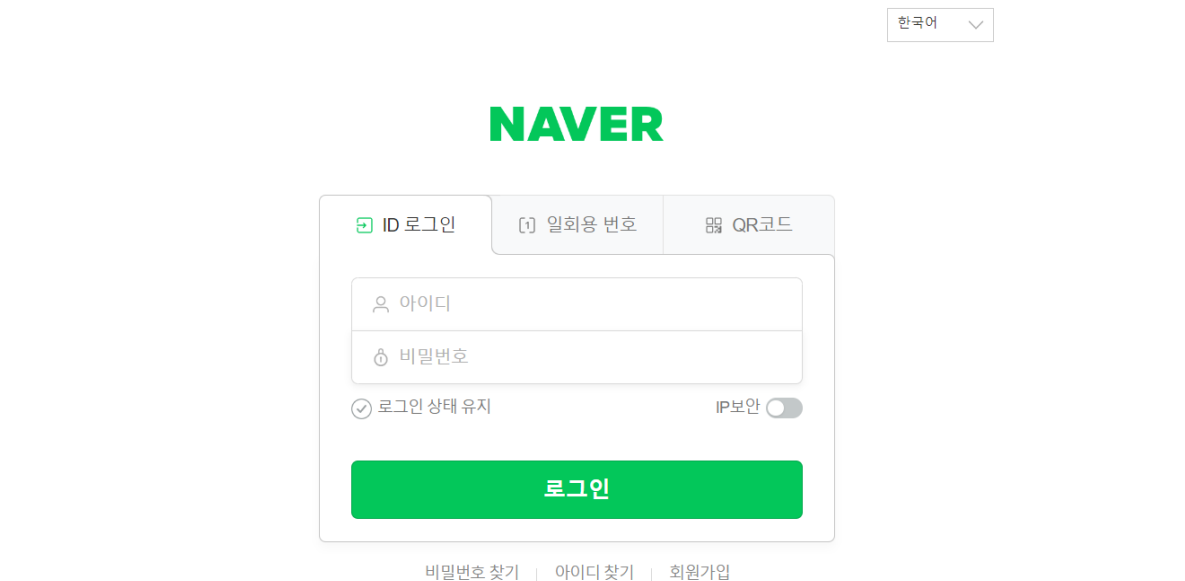 한국어
NAVER
ID 로그인 1 일회용 번호 QR코드
아이디
비밀번호
로그인 상태 유지 IP보안
로그인
비밀번호 찾기 | 아이디 찾기 | 회원가입